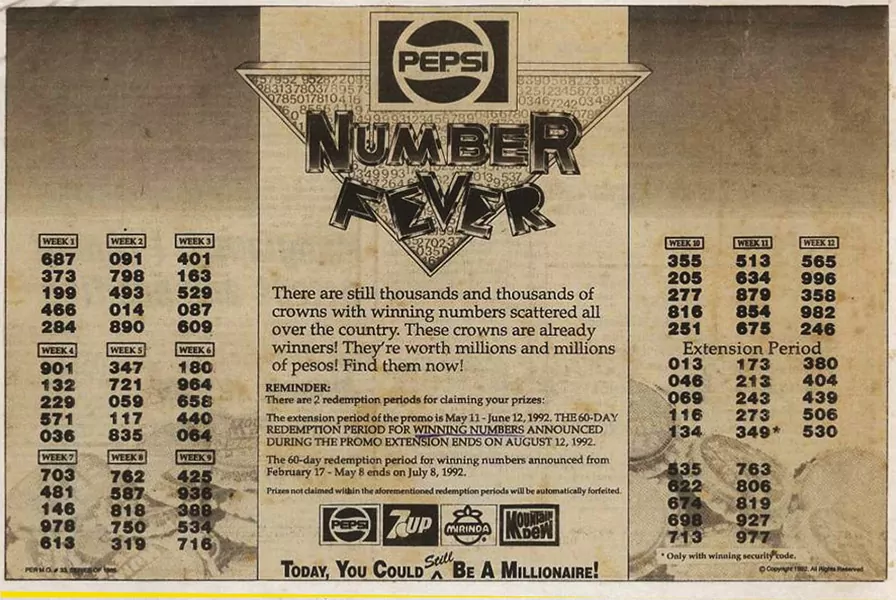 PEPSI
NUMBER
FEVER
WEEK 1 WEEK 2 WEEK 3
687 091 401
373 798 163
199 493 529
466 014 087
284 890 609
WEEK 4 WEEK 5 WEEK 6
901 347 180
132 721 964
229 059 658
571 117 440
036 835 064
WEEK 7 WEEK 8 WEEK 9
703 762 425
481 587 936
146 818 388
978 750 534
613 319 716
There are still thousands and thousands of
crowns with winning numbers scattered all
over the country. These crowns are already
winners! They're worth millions and millions
of pesos! Find them now!
REMINDER:
There are 2 redemption periods for claiming your prizes:
The extension period of the promo is May 11 - June 12, 1992. THE 60-DAY
REDEMPTION PERIOD FOR WINNING NUMBERS ANNOUNCED
DURING THE PROMO EXTENSION ENDS ON AUGUST 12, 1992.
The 60-day redemption period for winning numbers announced from
February 17 - May 8 ends on July 8, 1992.
Prizes not claimed within the aforementioned redemption periods will be automatically forfeited.
PEPSI 7UP MIRINDA MOUNTAIN DEW
TODAY, YOU COULD Still BE A MILLIONAIRE!
WEEK 10 WEEK 11 WEEK 12
355 513 565
205 634 996
277 879 358
816 854 982
251 675 246
Extension Period
013 173 380
046 213 404
069 243 439
116 273 506
134 349* 530
535 763
622 806
674 819
698 927
713 977
* Only with winning security code.
© Copyright 1992. All Rights Reserved